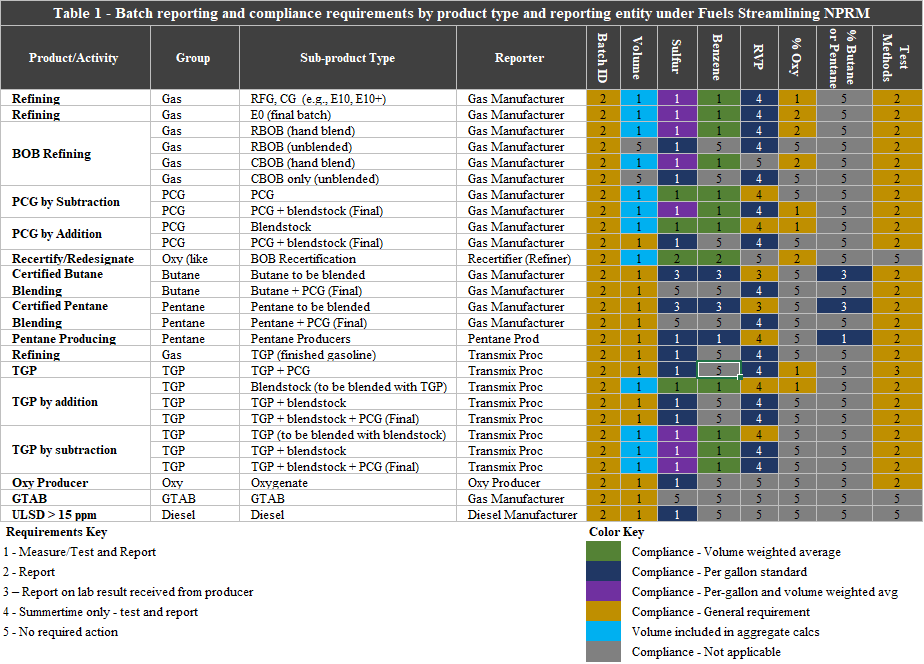 Table 1 - Batch reporting and compliance requirements by product type and reporting entity under Fuels Streamlining NPRM
Product/Activity Group Sub-product Type Reporter Batch ID Volume Sulfur Benzene RVP % Oxy % Butane or Pentane Test Methods
Refining Gas RFG, CG (e.g., E10, E10+) Gas Manufacturer 2 1 1 1 4 1 5 2
Refining Gas E0 (final batch) Gas Manufacturer 2 1 1 1 4 2 5 2
BOB Refining Gas RBOB (hand blend) Gas Manufacturer 2 1 1 1 4 2 5 2
Gas RBOB (unblended) Gas Manufacturer 2 5 1 5 4 5 5 2
Gas CBOB (hand blend) Gas Manufacturer 2 1 1 1 5 2 5 2
Gas CBOB only (unblended) Gas Manufacturer 2 5 1 5 4 5 5 2
PCG by Subtraction PCG PCG Gas Manufacturer 2 1 1 1 4 5 5 2
PCG PCG + blendstock (Final) Gas Manufacturer 2 1 1 1 4 1 5 2
PCG by Addition PCG Blendstock Gas Manufacturer 2 1 1 1 4 1 5 2
PCG PCG + blendstock (Final) Gas Manufacturer 2 1 1 5 4 5 5 2
Recertify/Redesignate Oxy (like BOB Recertification Recertifier (Refiner) 2 1 2 2 5 2 5 5
Certified Butane Blending Butane Butane to be blended Gas Manufacturer 2 1 3 3 3 5 3 2
Butane Butane + PCG (Final) Gas Manufacturer 2 1 5 5 4 5 5 2
Certified Pentane Blending Pentane Pentane to be blended Gas Manufacturer 2 1 3 3 3 5 3 2
Pentane Pentane + PCG (Final) Gas Manufacturer 2 1 5 5 4 5 5 2
Pentane Producing Pentane Pentane Producers Pentane Prod 2 1 1 1 4 5 1 2
Refining Gas TGP (finished gasoline) Transmix Proc 2 1 1 5 4 5 5 2
TGP TGP TGP + PCG Transmix Proc 2 1 1 5 4 1 5 3
TGP by addition TGP Blendstock (to be blended with TGP) Transmix Proc 2 1 1 1 4 1 5 2
TGP TGP + blendstock Transmix Proc 2 1 1 5 4 5 5 2
TGP TGP + blendstock + PCG (Final) Transmix Proc 2 1 1 5 4 5 5 2
TGP by subtraction TGP TGP (to be blended with blendstock) Transmix Proc 2 1 1 1 4 5 5 2
TGP TGP + blendstock Transmix Proc 2 1 1 1 4 5 5 2
TGP TGP + blendstock + PCG (Final) Transmix Proc 2 1 1 1 4 5 5 2
Oxy Producer Oxy Oxygenate Oxy Producer 2 1 1 5 5 5 5 2
GTAB GTAB GTAB Gas Manufacturer 2 1 5 5 5 5 5 5
ULSD > 15 ppm Diesel Diesel Diesel Manufacturer 2 1 1 5 5 5 5 5
Requirements Key
1 - Measure/Test and Report
2 - Report
3 – Report on lab result received from producer
4 - Summertime only - test and report
5 - No required action
Color Key
Compliance - Volume weighted average
Compliance - Per gallon standard
Compliance - Per-gallon and volume weighted avg
Compliance - General requirement
Volume included in aggregate calcs
Compliance - Not applicable